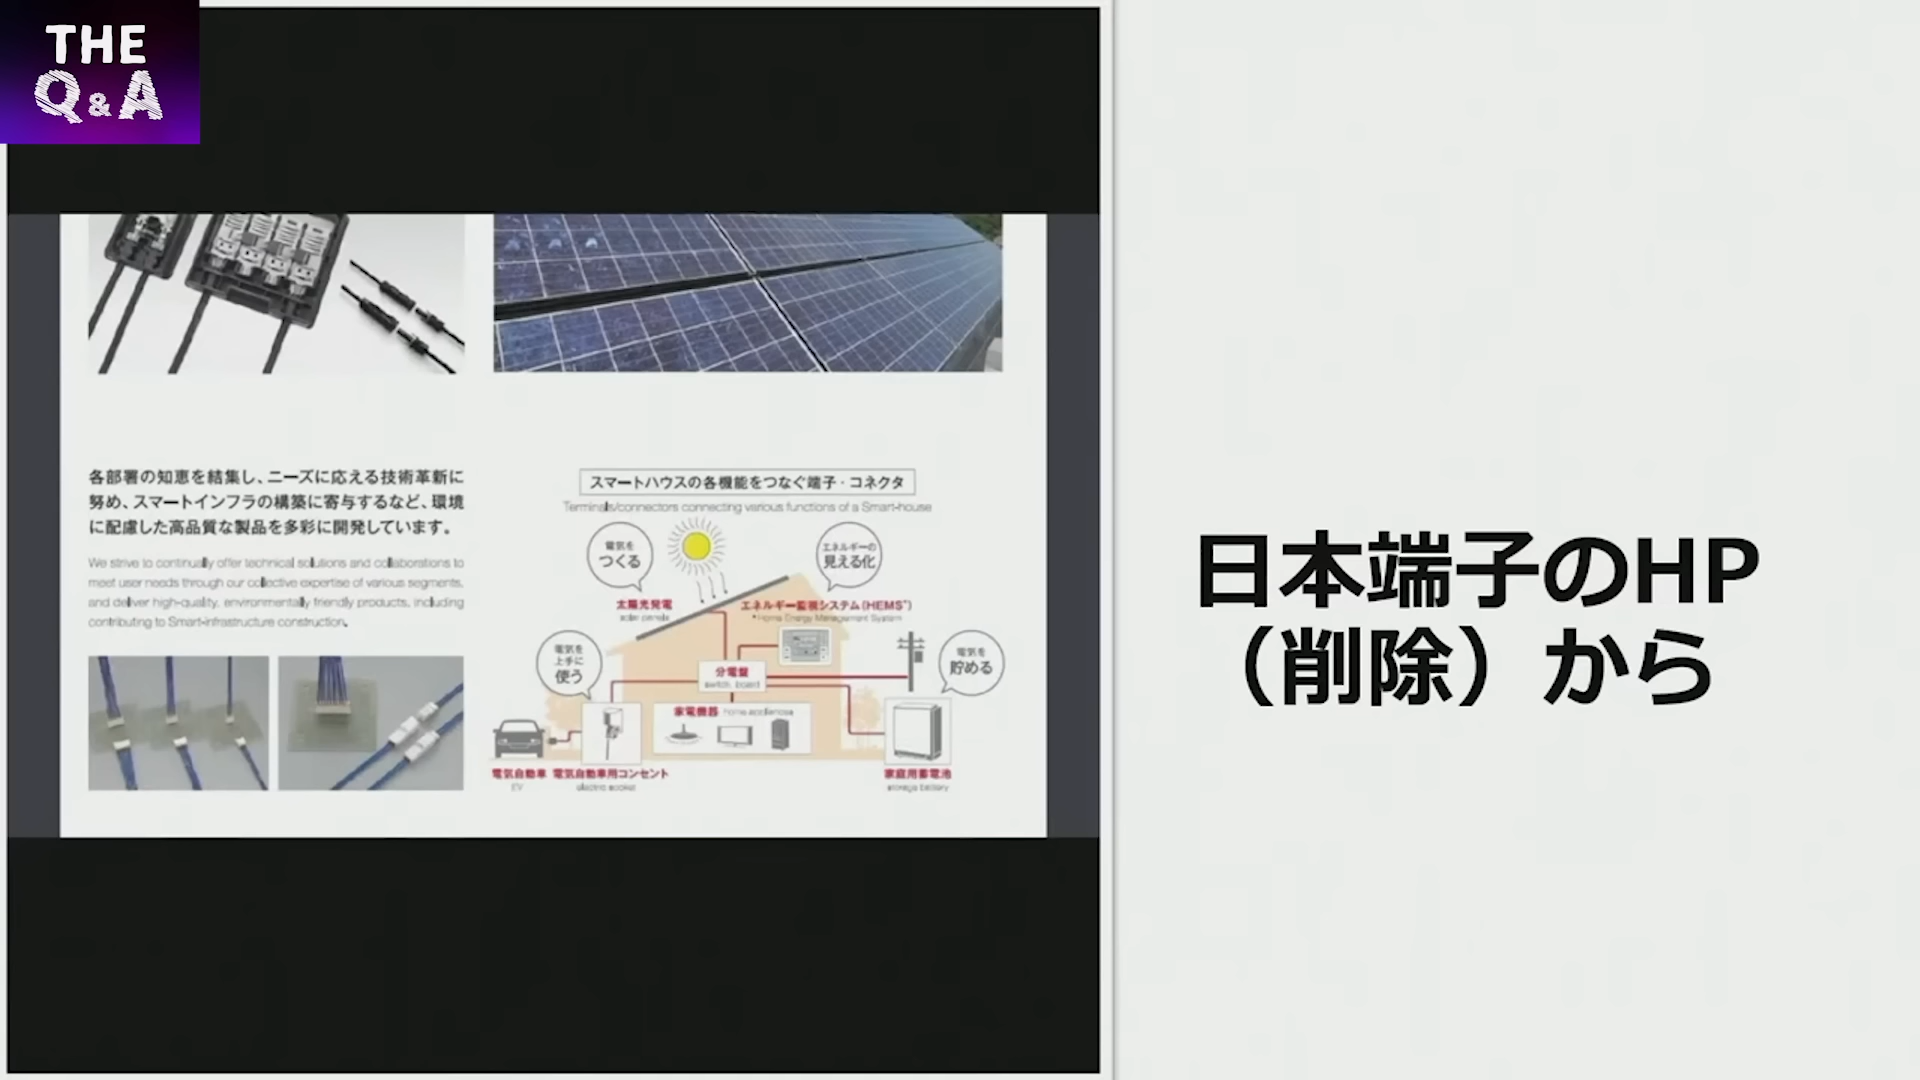 THE
Q&A
各部署の知恵を結集し、ニーズに応える技術革新に
努め、スマートインフラの構築に寄与するなど、環境
に配慮した高品質な製品を多彩に開発しています。
We strive to continually offer technical solutions and collaborations to
meet user needs through our collective expertise of various segments,
and deliver high-quality, environmentally friendly products, including
contributing to Smart-infrastructure construction.
スマートハウスの各機能をつなぐ端子・コネクタ
Terminals/connectors connecting various functions of a Smart-house
電気を
つくる
エネルギーの
見える化
太陽光発電
solar panels
エネルギー監視システム(HEMS*)
*Home Energy Management System
電気を
上手に
使う
分電盤
switch board
電気を
貯める
家電機器 home appliances
電気自動車
EV
電気自動車用コンセント
electric socket
家庭用蓄電池
storage battery
日本端子のHP
（削除）から